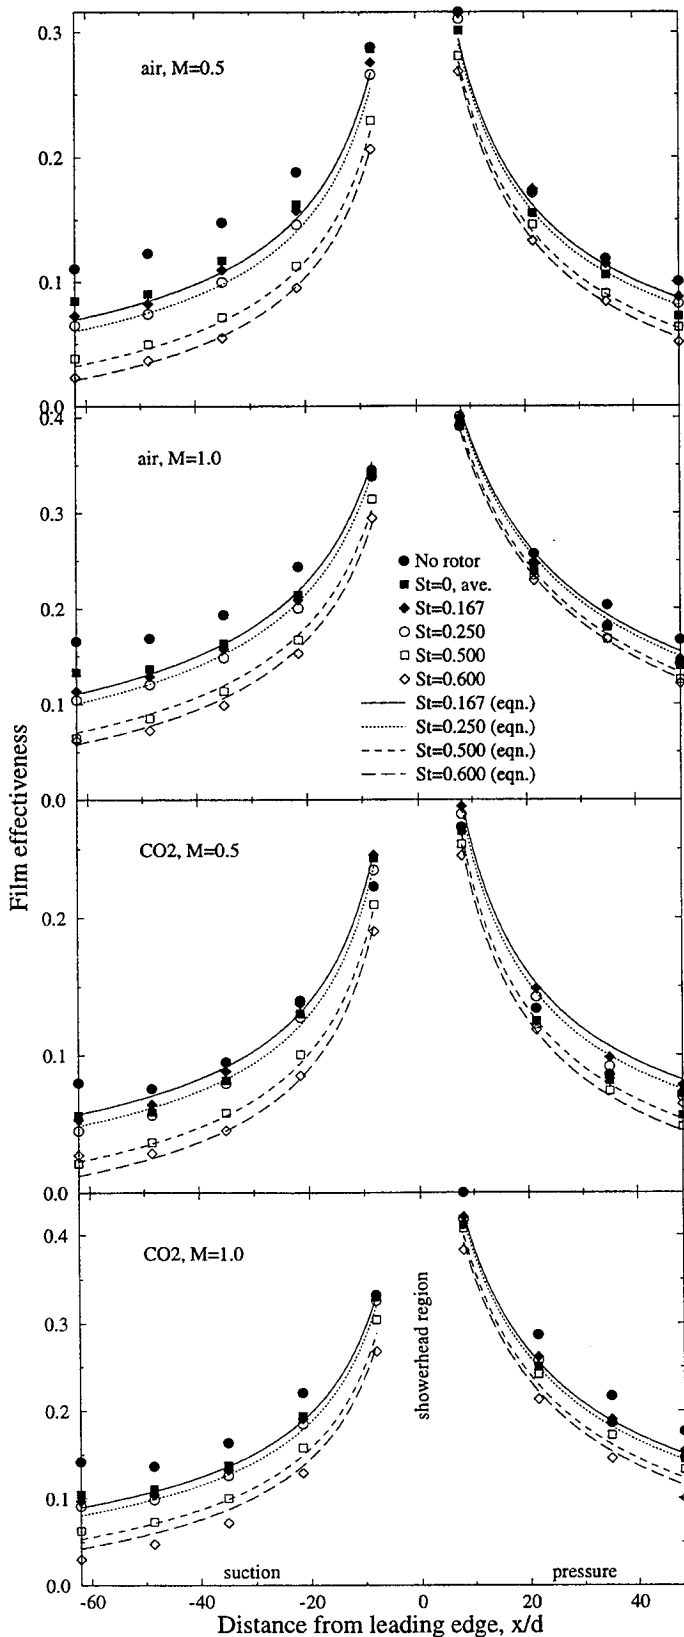 0.3
air, M=0.5
0.2
0.1
0.0
0.4
air, M=1.0
0.3
No rotor
St=0, ave.
St=0.167
0.2
St=0.250
St=0.500
St=0.600
0.1
St=0.167 (eqn.)
St=0.250 (eqn.)
St=0.500 (eqn.)
St=0.600 (eqn.)
0.0
Film effectiveness
CO2, M=0.5
0.2
0.1
0.0
0.4
CO2, M=1.0
0.3
showerhead region
0.2
0.1
suction
pressure
0.0
-60 -40 -20 0 20 40
Distance from leading edge, x/d